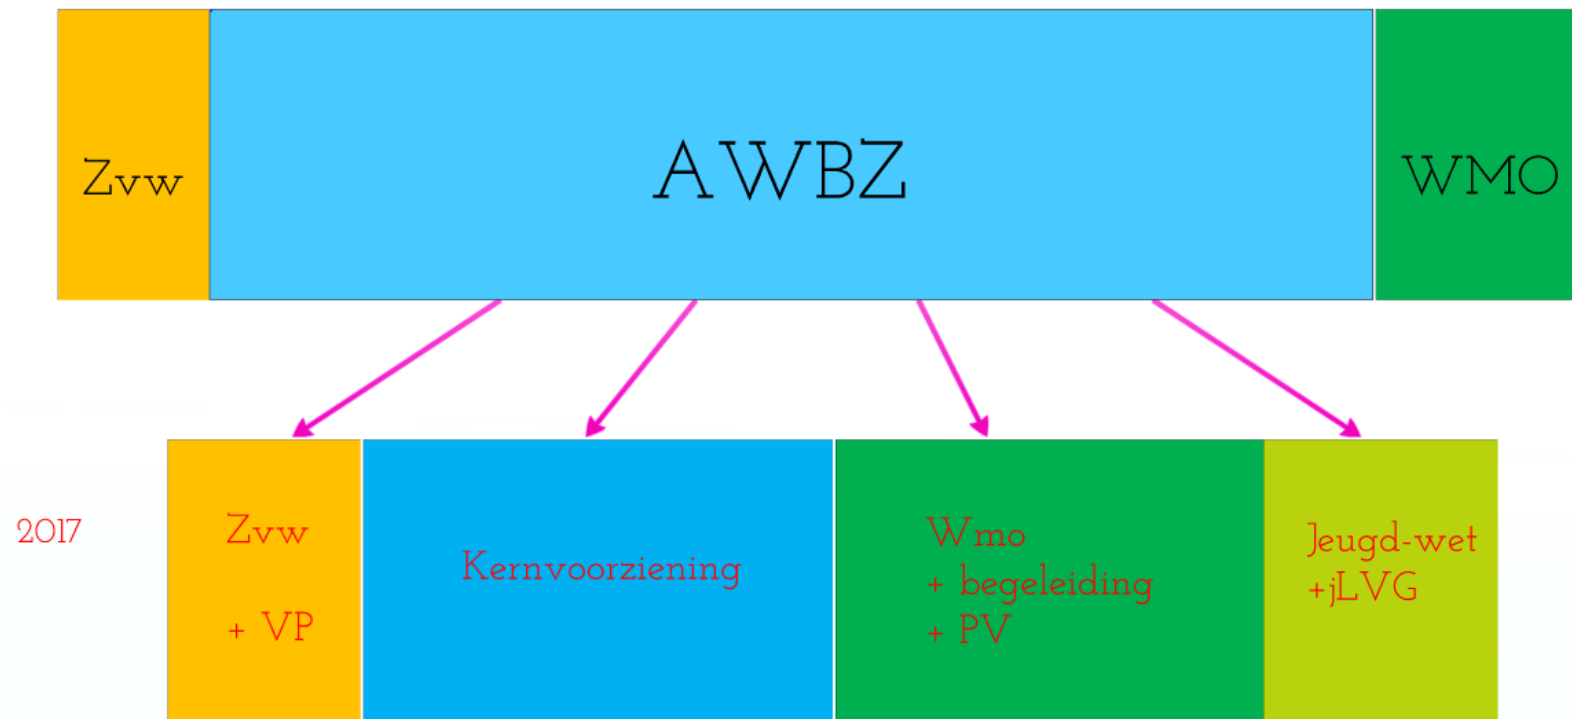 Zvw
AWBZ
WMO
2017
Zvw
+ VP
Kernvoorziening
Wmo
+ begeleiding
+ PV
Jeugd-wet
+jLVG